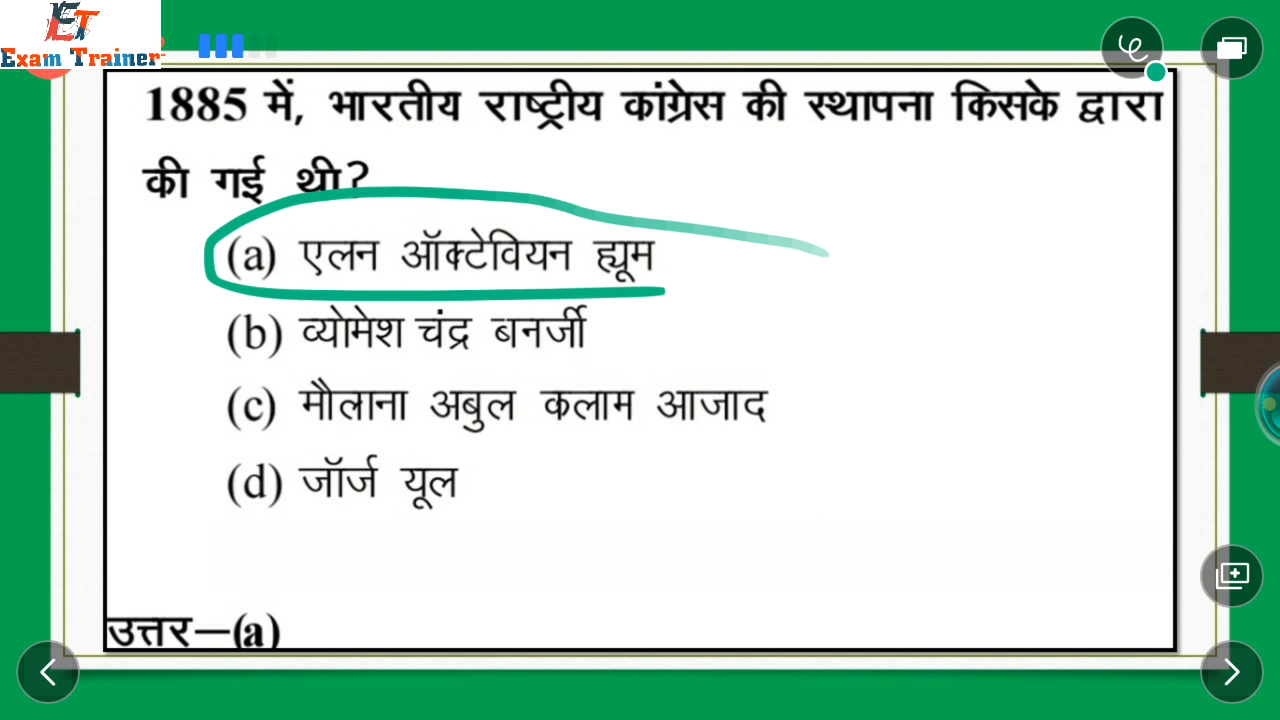 ET
Exam Trainer
1885 में, भारतीय राष्ट्रीय कांग्रेस की स्थापना किसके द्वारा
की गई थी?
(a) एलन ऑक्टेवियन ह्यूम
(b) व्योमेश चंद्र बनर्जी
(c) मौलाना अबुल कलाम आजाद
(d) जॉर्ज यूल
उत्तर—(a)